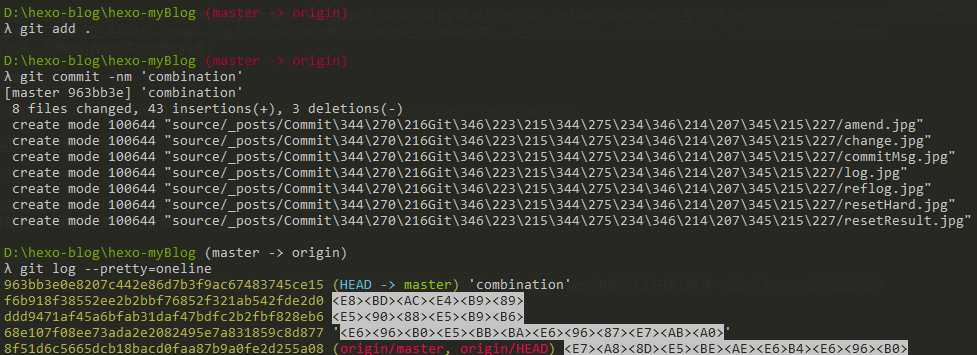 D:\hexo-blog\hexo-myBlog (master -> origin)
λ git add .
D:\hexo-blog\hexo-myBlog (master -> origin)
λ git commit -nm 'combination'
[master 963bb3e] 'combination'
8 files changed, 43 insertions(+), 3 deletions(-)
create mode 100644 "source/_posts/Commit\344\270\216Git\346\223\215\344\275\234\346\214\207\345\215\227/amend.jpg"
create mode 100644 "source/_posts/Commit\344\270\216Git\346\223\215\344\275\234\346\214\207\345\215\227/change.jpg"
create mode 100644 "source/_posts/Commit\344\270\216Git\346\223\215\344\275\234\346\214\207\345\215\227/commitMsg.jpg"
create mode 100644 "source/_posts/Commit\344\270\216Git\346\223\215\344\275\234\346\214\207\345\215\227/log.jpg"
create mode 100644 "source/_posts/Commit\344\270\216Git\346\223\215\344\275\234\346\214\207\345\215\227/reflog.jpg"
create mode 100644 "source/_posts/Commit\344\270\216Git\346\223\215\344\275\234\346\214\207\345\215\227/resetHard.jpg"
create mode 100644 "source/_posts/Commit\344\270\216Git\346\223\215\344\275\234\346\214\207\345\215\227/resetResult.jpg"
D:\hexo-blog\hexo-myBlog (master -> origin)
λ git log --pretty=oneline
963bb3e0e8207c442e86d7b3f9ac67483745ce15 (HEAD -> master) 'combination'
f6b918f38552ee2b2bbf76852f321ab542fde2d0 <E8><BD><AC><E4><B9><89>
ddd9471af45a6bfab31daf47bdfc2b2fbf828eb6 <E5><90><88><E5><B9><B6>
68e107f08ee73ada2e2082495e7a831859c8d877 '<E6><96><B0><E5><BB><BA><E6><96><87><E7><AB><A0>'
8f51d6c5665dcb18bacd0faa87b9a0fe2d255a08 (origin/master, origin/HEAD) <E7><A8><8D><E5><BE><AE><E6><B4><E6><96><B0>